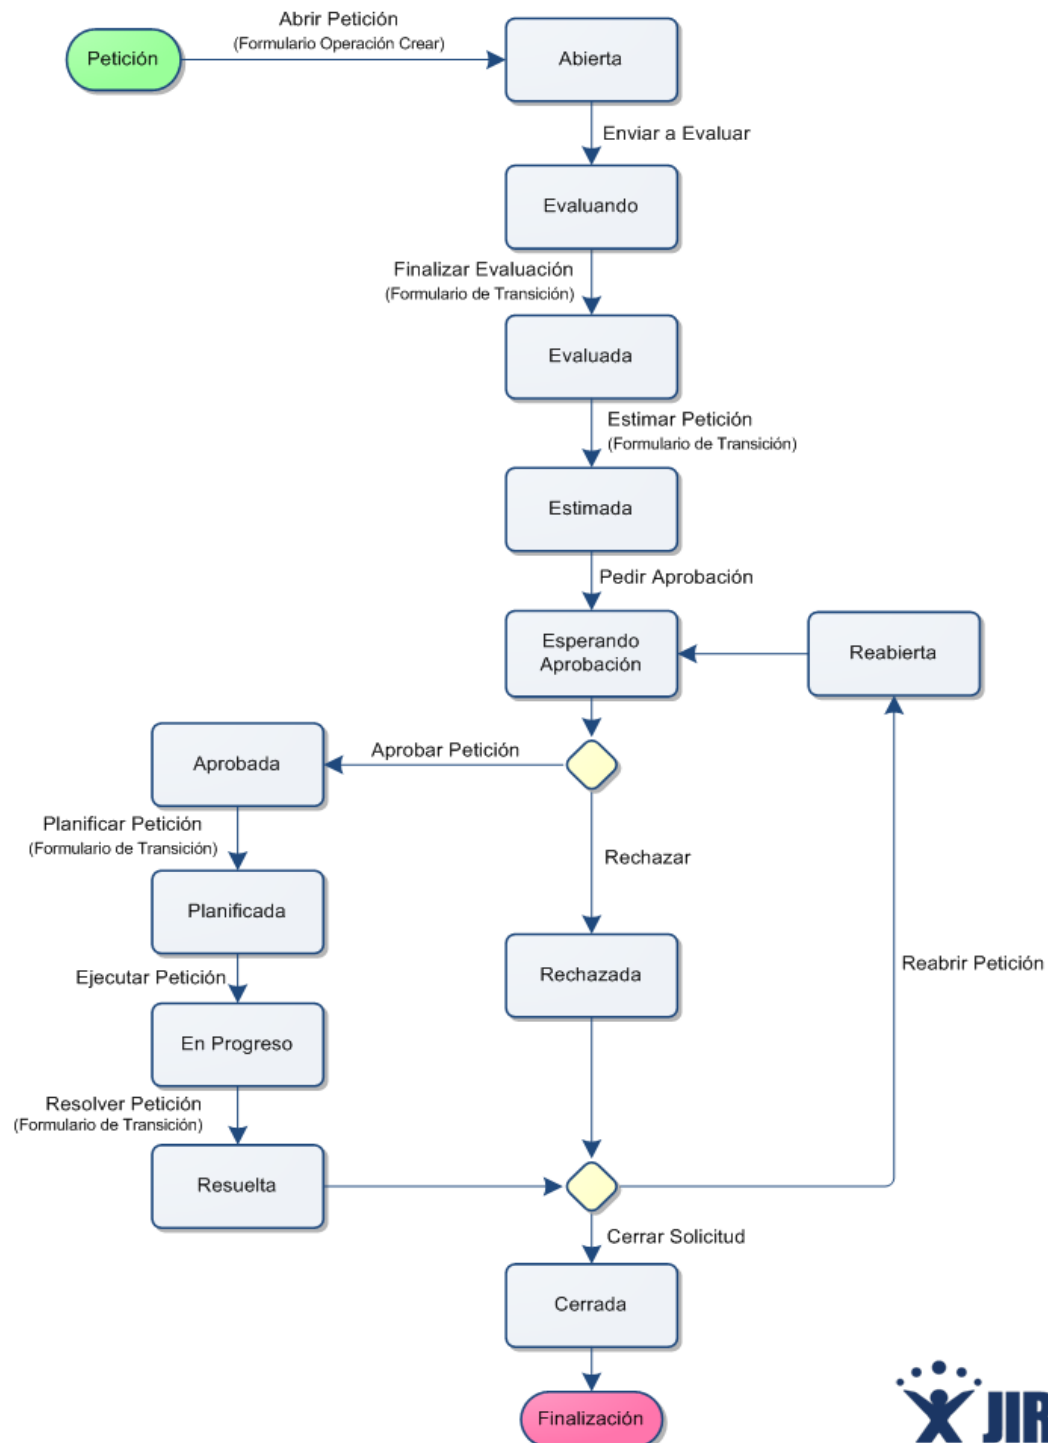 Abrir Petición
(Formulario Operación Crear)
Petición
Abierta
Enviar a Evaluar
Evaluando
Finalizar Evaluación
(Formulario de Transición)
Evaluada
Estimar Petición
(Formulario de Transición)
Estimada
Pedir Aprobación
Esperando
Aprobación
Reabierta
Aprobar Petición
Aprobada
Planificar Petición
(Formulario de Transición)
Rechazar
Planificada
Rechazada
Reabrir Petición
Ejecutar Petición
En Progreso
Resolver Petición
(Formulario de Transición)
Resuelta
Cerrar Solicitud
Cerrada
Finalización
JIR